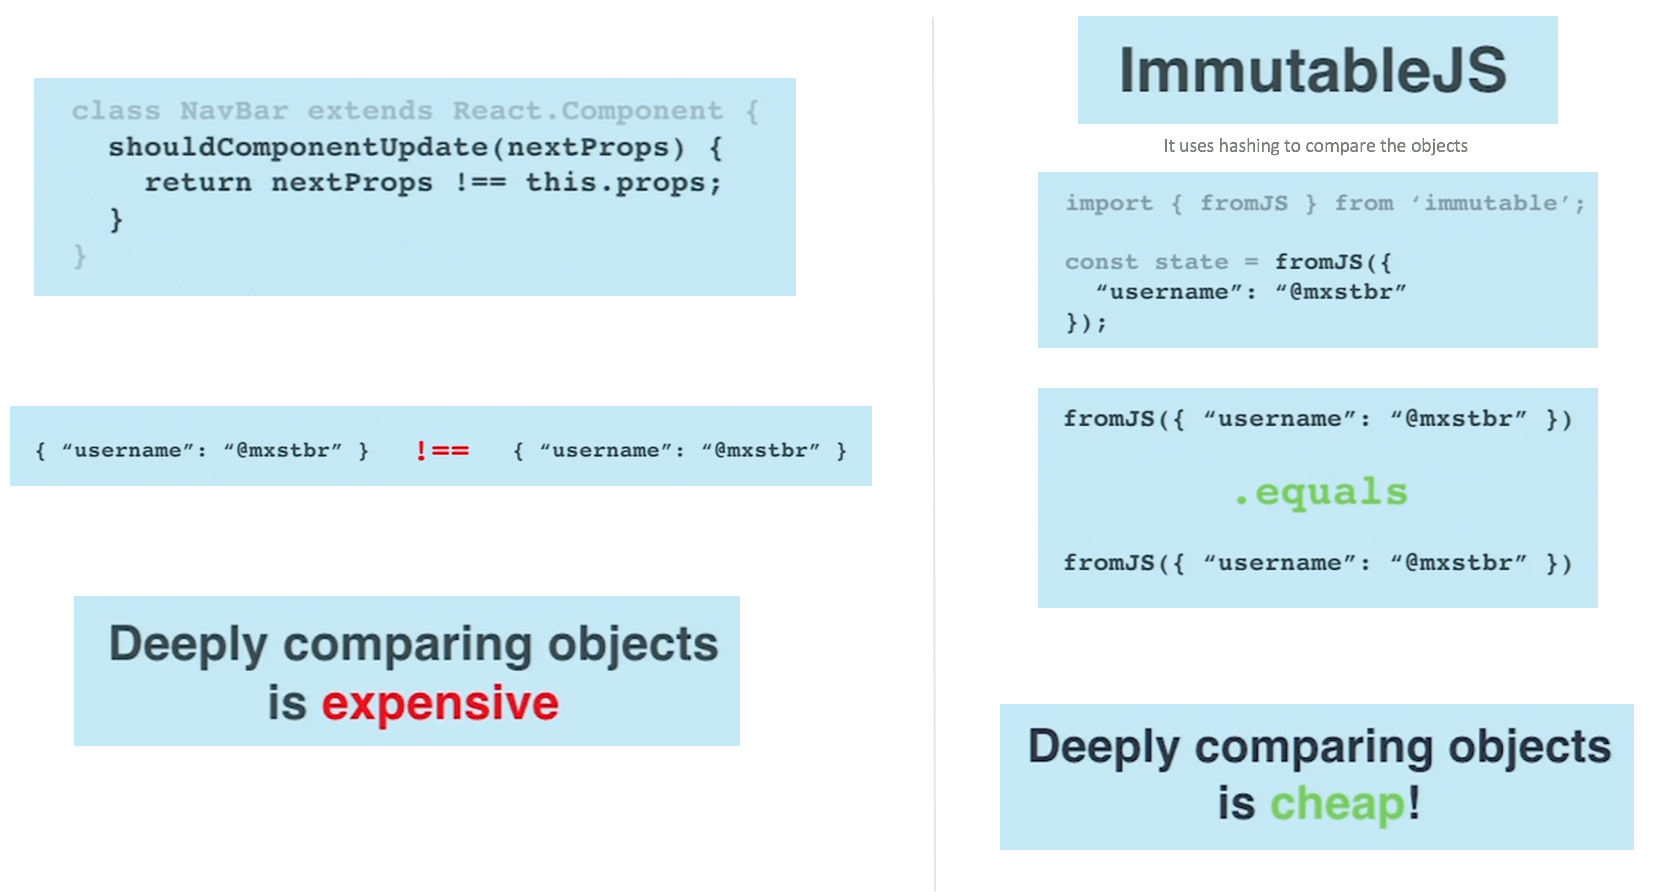 class NavBar extends React.Component {
shouldComponentUpdate(nextProps) {
return nextProps !== this.props;
}
}
{ “username”: “@mxstbr” } !== { “username”: “@mxstbr” }
Deeply comparing objects
is expensive
ImmutableJS
It uses hashing to compare the objects
import { fromJS } from ‘immutable’;
const state = fromJS({
“username”: “@mxstbr”
});
fromJS({ “username”: “@mxstbr” })
.equals
fromJS({ “username”: “@mxstbr” })
Deeply comparing objects
is cheap!